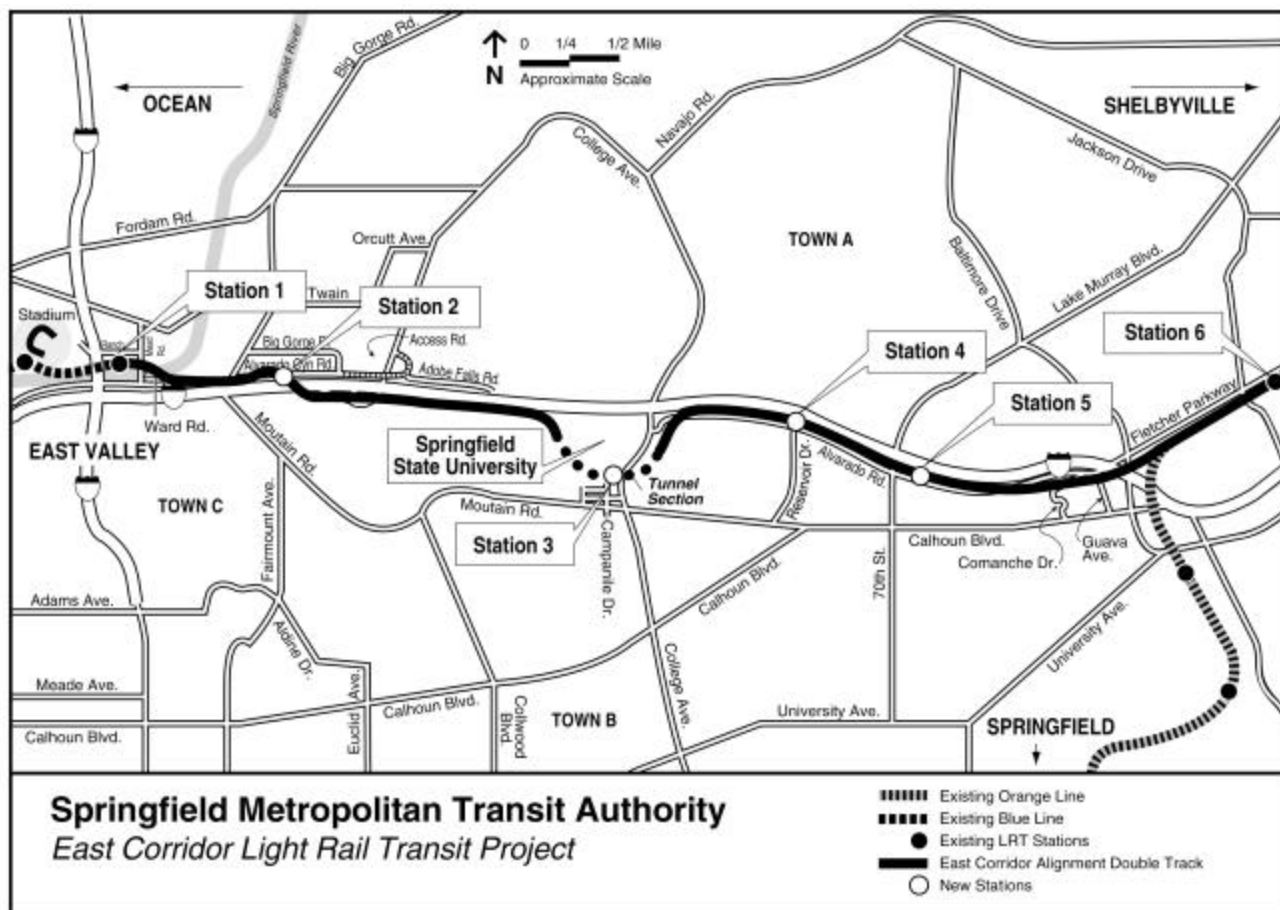 Big Gorge Rd.
Springfield River
0 1/4 1/2 Mile
N
Approximate Scale
OCEAN
Navajo Rd.
SHELBYVILLE
College Ave.
Jackson Drive
Fordam Rd.
Orcutt Ave.
TOWN A
Baltimore Drive
Lake Murray Blvd.
Station 1
Twain
Station 2
Stadium
Station 6
Access Rd.
Big Gorge R
Station 4
Alvarado Cyn Rd.
Adobe Falls Rd.
Station 5
Fletcher Parkway
Ward Rd.
EAST VALLEY
Moutain Rd.
Springfield
State University
Alvarado Rd.
Reservoir Dr.
Tunnel
Section
TOWN C
Fairmount Ave.
Moutain Rd.
Station 3
Campanile Dr.
Calhoun Blvd.
Comanche Dr.
Guava
Ave.
70th St.
Calhoun Blvd.
Adams Ave.
Aldine Dr.
University Ave.
College Ave.
Meade Ave.
Euclid Ave.
Calhoun Blvd.
Collwood
Blvd.
TOWN B
University Ave.
SPRINGFIELD
Calhoun Blvd.
Springfield Metropolitan Transit Authority
East Corridor Light Rail Transit Project
Existing Orange Line
Existing Blue Line
Existing LRT Stations
East Corridor Alignment Double Track
New Stations